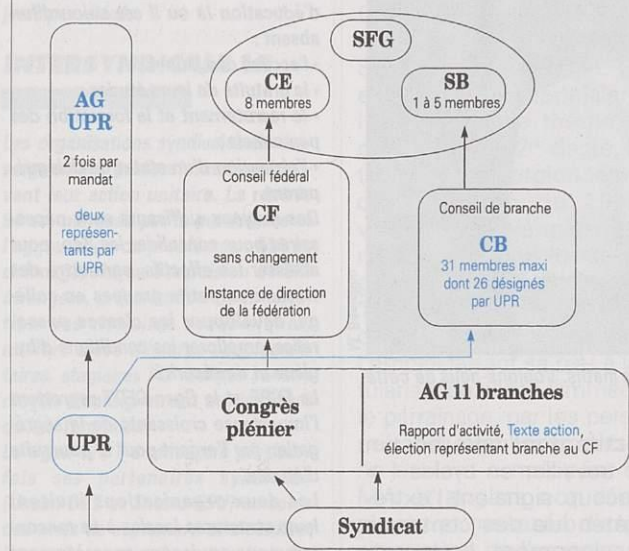 SFG
CE
8 membres
SB
1 à 5 membres
AG
UPR
2 fois par
mandat
deux
représen-
tants par
UPR
Conseil fédéral
CF
sans changement
Instance de direction
de la fédération
Conseil de branche
CB
31 membres maxi
dont 26 désignés
par UPR
UPR
Congrès
plénier
AG 11 branches
Rapport d'activité, Texte action,
élection représentant branche au CF
Syndicat